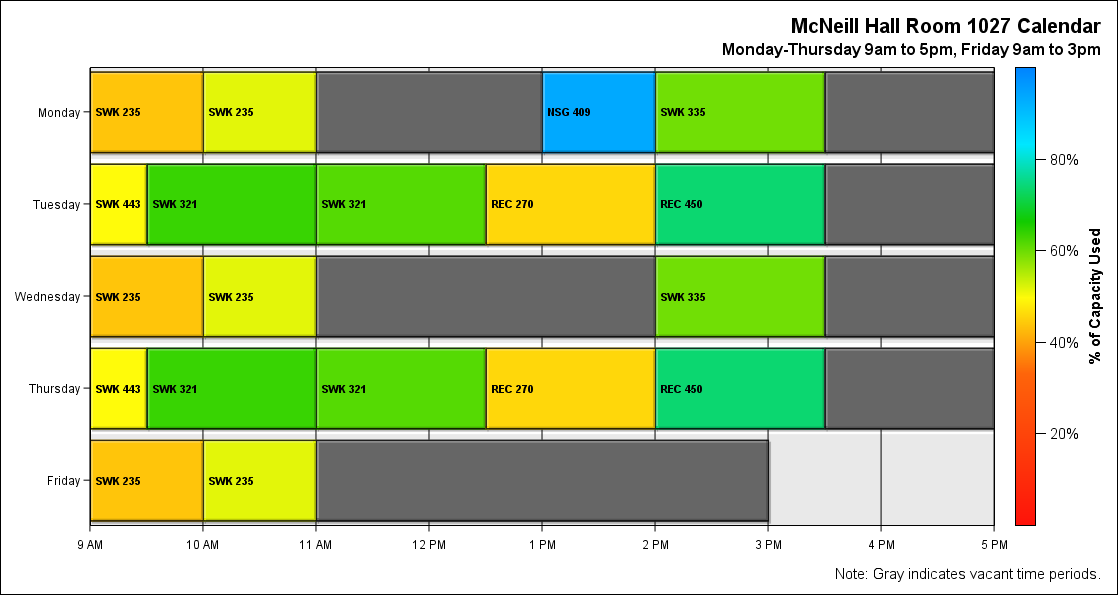 McNeill Hall Room 1027 Calendar
Monday-Thursday 9am to 5pm, Friday 9am to 3pm
Monday
SWK 235
SWK 235
NSG 409
SWK 335
Tuesday
SWK 443
SWK 321
SWK 321
REC 270
REC 450
Wednesday
SWK 235
SWK 235
SWK 335
Thursday
SWK 443
SWK 321
SWK 321
REC 270
REC 450
Friday
SWK 235
SWK 235
9 AM
10 AM
11 AM
12 PM
1 PM
2 PM
3 PM
4 PM
5 PM
80%
60%
40%
20%
% of Capacity Used
Note: Gray indicates vacant time periods.